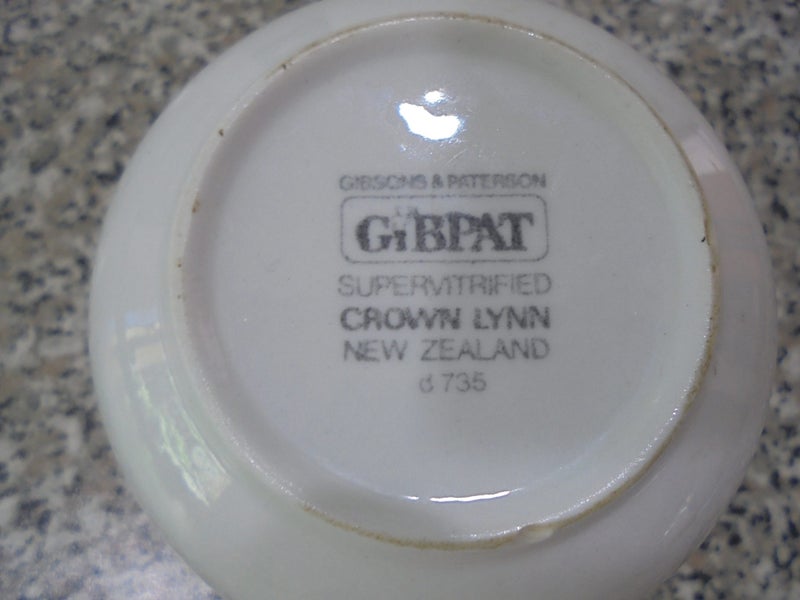 GIBSONS & PATERSON
GiBPAT
SUPERVITRIFIED
CROWN LYNN
NEW ZEALAND
d 735